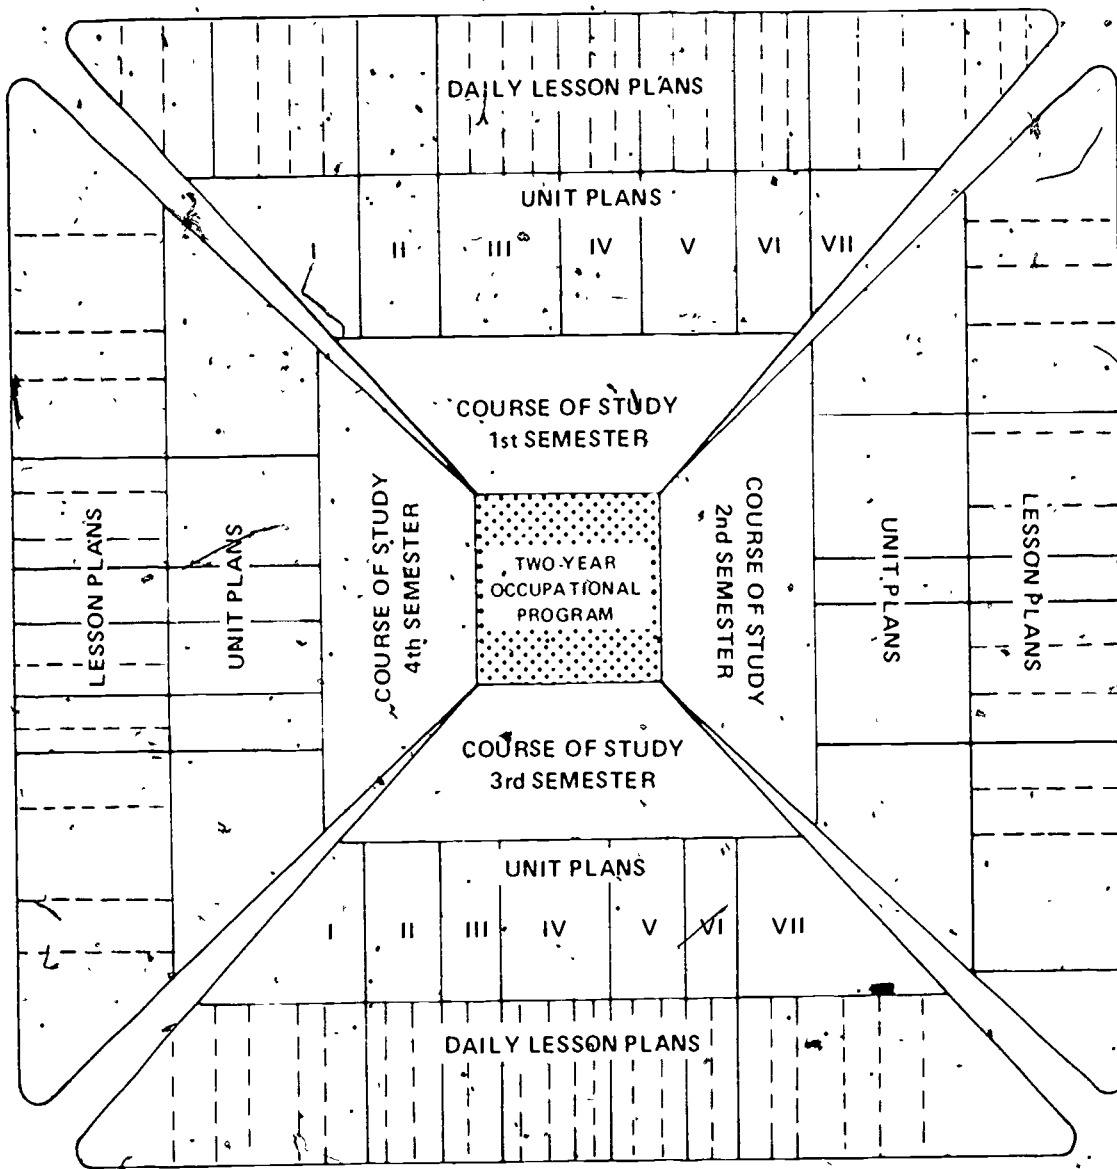 DAILY LESSON PLANS
UNIT PLANS
I II III IV V VI VII
COURSE OF STUDY
1st SEMESTER
LESSON PLANS
UNIT PLANS
COURSE OF STUDY
4th SEMESTER
TWO-YEAR
OCCUPATIONAL
PROGRAM
COURSE OF STUDY
2nd SEMESTER
UNIT PLANS
LESSON PLANS
COURSE OF STUDY
3rd SEMESTER
UNIT PLANS
I II III IV V VI VII
DAILY LESSON PLANS